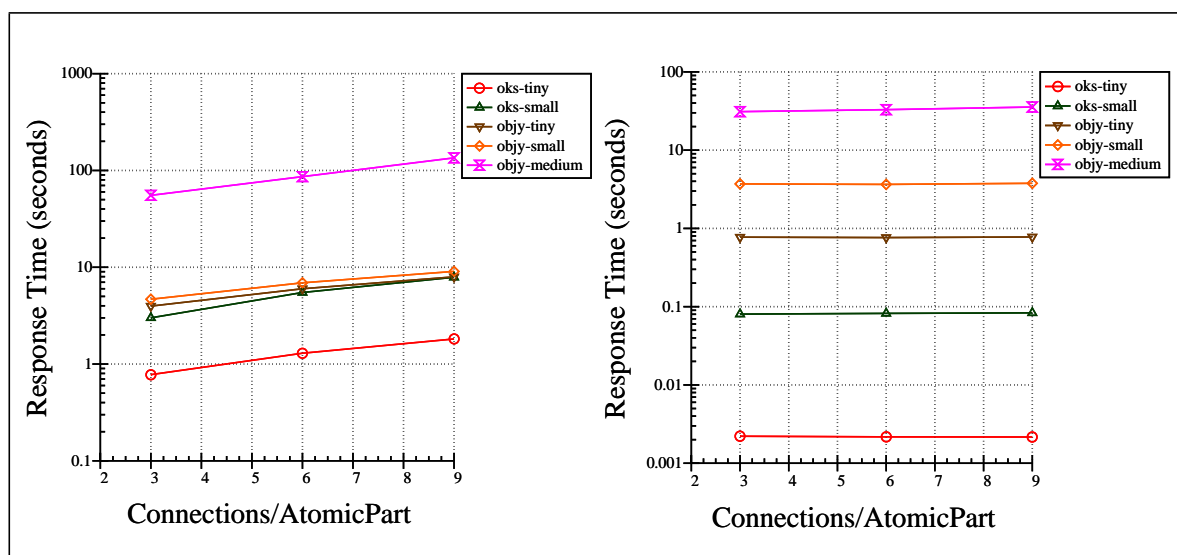 1000
100
10
1
0.1
Response Time (seconds)
2 3 4 5 6 7 8 9
Connections/AtomicPart
oks-tiny
oks-small
objy-tiny
objy-small
objy-medium
100
10
1
0.1
0.01
0.001
Response Time (seconds)
2 3 4 5 6 7 8 9
Connections/AtomicPart
oks-tiny
oks-small
objy-tiny
objy-small
objy-medium